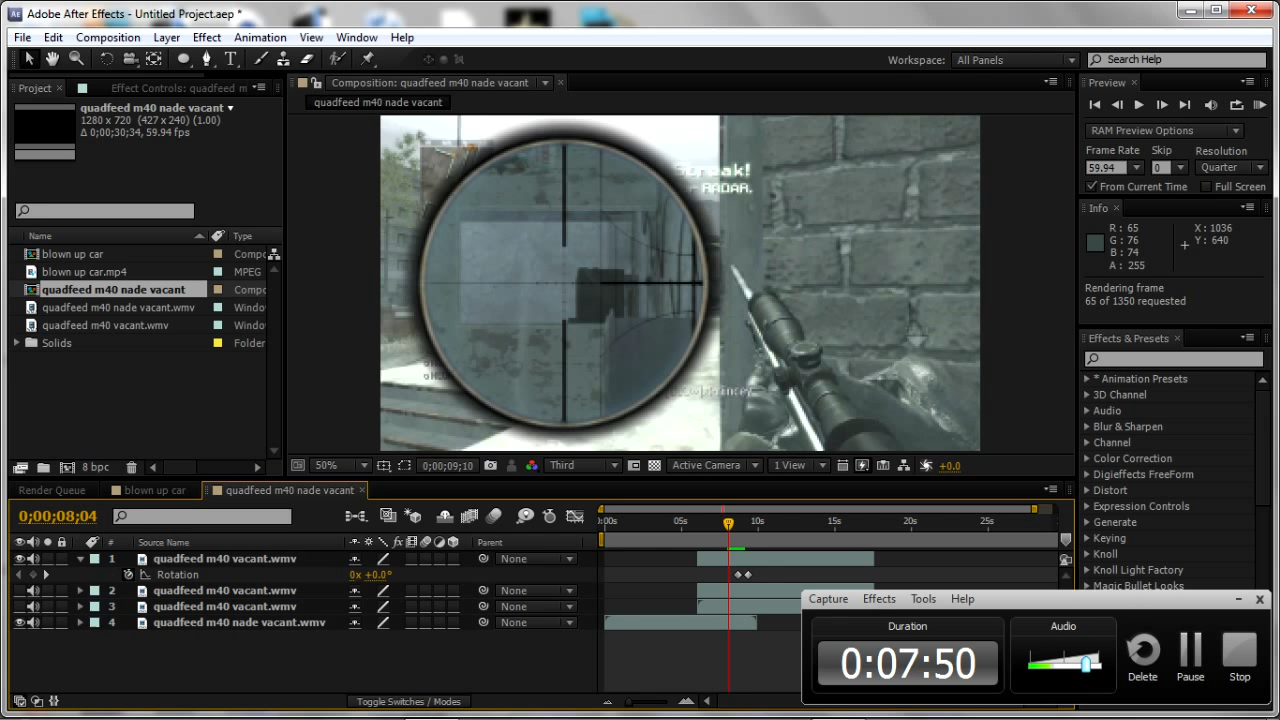 Adobe After Effects - Untitled Project.aep *
File Edit Composition Layer Effect Animation View Window Help
Workspace: All Panels Search Help
Project Effect Controls: quadfeed m
Composition: quadfeed m40 nade vacant
Preview
quadfeed m40 nade vacant
1280 x 720 (427 x 240) (1.00)
Δ 0;00;30;34, 59.94 fps
quadfeed m40 nade vacant
RAM Preview Options
Frame Rate Skip Resolution
59.94 0 Quarter
From Current Time Full Screen
RADAR.
Info
R : 65 X : 1036
G : 76 Y : 640
B : 74
A : 255
Rendering frame
65 of 1350 requested
Name Type
blown up car Compo
blown up car.mp4 MPEG
quadfeed m40 nade vacant Compo
quadfeed m40 nade vacant.wmv Windo
quadfeed m40 vacant.wmv Windo
Solids Folder
Effects & Presets
* Animation Presets
3D Channel
Audio
Blur & Sharpen
Channel
Color Correction
Digieffects FreeForm
Distort
Expression Controls
Generate
Keying
Knoll
Knoll Light Factory
Magic Bullet Looks
8 bpc
50% 0;00;09;10 Third Active Camera 1 View +0.0
Render Queue blown up car quadfeed m40 nade vacant
0;00;08;04
:00s 05s 10s 15s 20s 25s
# Source Name Parent
1 quadfeed m40 vacant.wmv None
Rotation 0x +0.0°
2 quadfeed m40 vacant.wmv None
3 quadfeed m40 vacant.wmv None
4 quadfeed m40 nade vacant.wmv None
Toggle Switches / Modes
Capture Effects Tools Help
Duration Audio
0:07:50
Delete Pause Stop